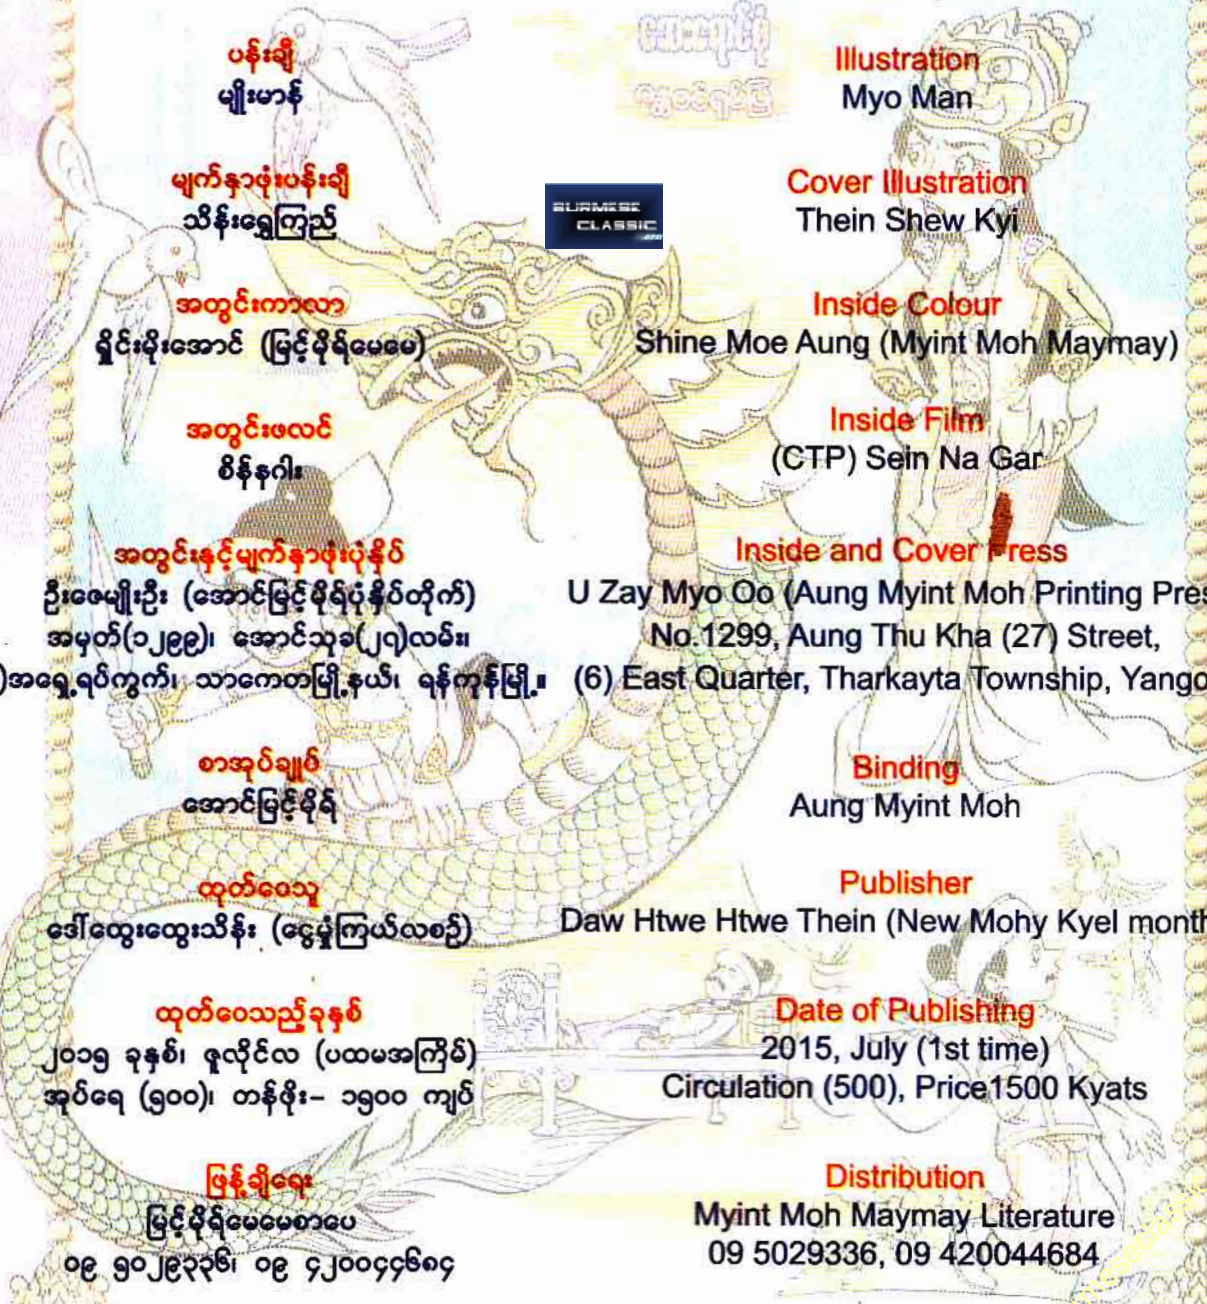 ပန်းချီ
မျိုးမာန်
မျက်နှာဖုံးပန်းချီ
သိန်းရွှေကြည်
အတွင်းကာလာ
ရှိုင်းမိုးအောင် (မြင့်မိုရ်မေမေ)
အတွင်းဖလင်
စိန်နဂါး
အတွင်းနှင့်မျက်နှာဖုံးပုံနှိပ်
ဦးဇေမျိုးဦး (အောင်မြင့်မိုရ်ပုံနှိပ်တိုက်)
အမှတ်(၁၂၉၉)၊ အောင်သုခ(၂၇)လမ်း၊
)အရှေ့ရပ်ကွက်၊ သာကေတမြို့နယ်၊ ရန်ကုန်မြို့။
စာအုပ်ချုပ်
အောင်မြင့်မိုရ်
ထုတ်ဝေသူ
ဒေါ်ထွေးထွေးသိန်း (ငွေမှုံကြယ်လစဉ်)
ထုတ်ဝေသည့်ခုနှစ်
၂၀၁၅ ခုနှစ်၊ ဇူလိုင်လ (ပထမအကြိမ်)
အုပ်ရေ (၅၀၀)၊ တန်ဖိုး– ၁၅၀၀ ကျပ်
ဖြန့်ချိရေး
မြင့်မိုရ်မေမေစာပေ
၀၉ ၅၀၂၉၃၃၆၊ ၀၉ ၄၂၀၀၄၄၆၈၄
BURMESE
CLASSIC
.com
Illustration
Myo Man
Cover Illustration
Thein Shew Kyi
Inside Colour
Shine Moe Aung (Myint Moh Maymay)
Inside Film
(CTP) Sein Na Gar
Inside and Cover Press
U Zay Myo Oo (Aung Myint Moh Printing Pres
No.1299, Aung Thu Kha (27) Street,
(6) East Quarter, Tharkayta Township, Yango
Binding
Aung Myint Moh
Publisher
Daw Htwe Htwe Thein (New Mohy Kyel month
Date of Publishing
2015, July (1st time)
Circulation (500), Price1500 Kyats
Distribution
Myint Moh Maymay Literature
09 5029336, 09 420044684